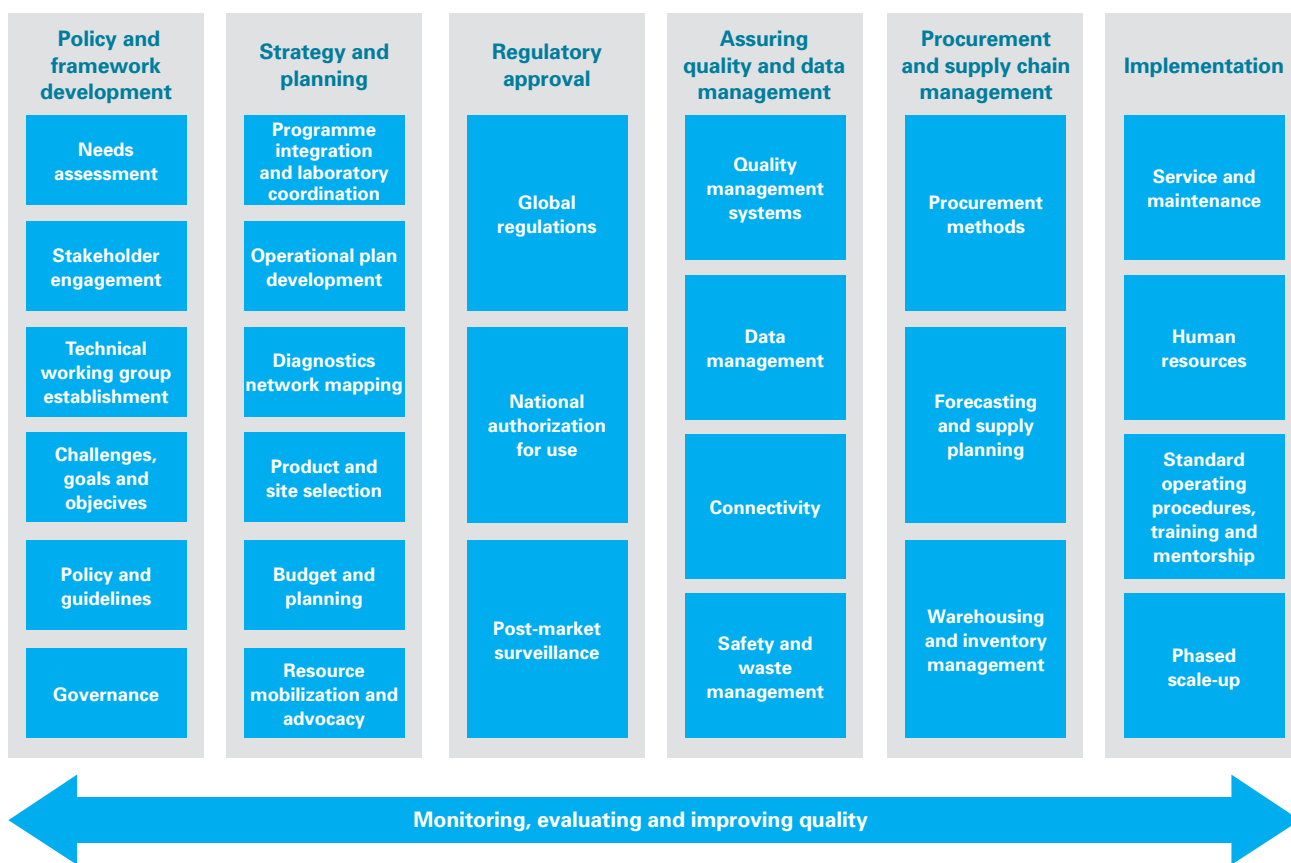 Policy and
framework
development
Needs
assessment
Stakeholder
engagement
Technical
working group
establishment
Challenges,
goals and
objecives
Policy and
guidelines
Governance
Strategy and
planning
Programme
integration
and laboratory
coordination
Operational plan
development
Diagnostics
network mapping
Product and
site selection
Budget and
planning
Resource
mobilization and
advocacy
Regulatory
approval
Global
regulations
National
authorization
for use
Post-market
surveillance
Assuring
quality and data
management
Quality
management
systems
Data
management
Connectivity
Safety and
waste
management
Procurement
and supply chain
management
Procurement
methods
Forecasting
and supply
planning
Warehousing
and inventory
management
Implementation
Service and
maintenance
Human
resources
Standard
operating
procedures,
training and
mentorship
Phased
scale-up
Monitoring, evaluating and improving quality